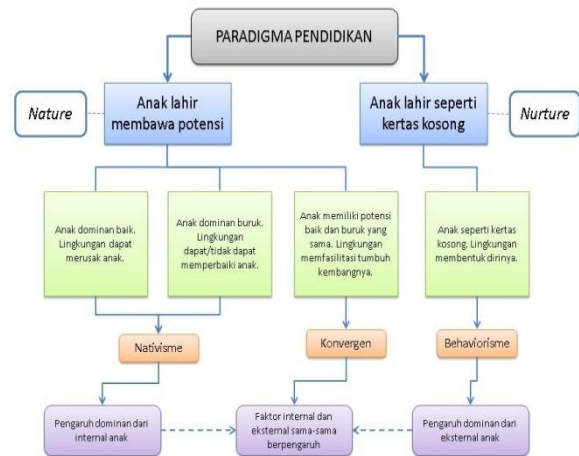 PARADIGMA PENDIDIKAN
Nature
Anak lahir
membawa potensi
Anak lahir seperti
kertas kosong
Nurture
Anak dominan baik.
Lingkungan dapat
merusak anak.
Anak dominan buruk.
Lingkungan
dapat/tidak dapat
memperbaiki anak.
Anak memiliki potensi
baik dan buruk yang
sama. Lingkungan
memfasilitasi tumbuh
kembangnya.
Anak seperti kertas
kosong. Lingkungan
membentuk dirinya.
Nativisme
Konvergen
Behaviorisme
Pengaruh dominan dari
internal anak
Faktor internal dan
eksternal sama-sama
berpengaruh
Pengaruh dominan dari
eksternal anak